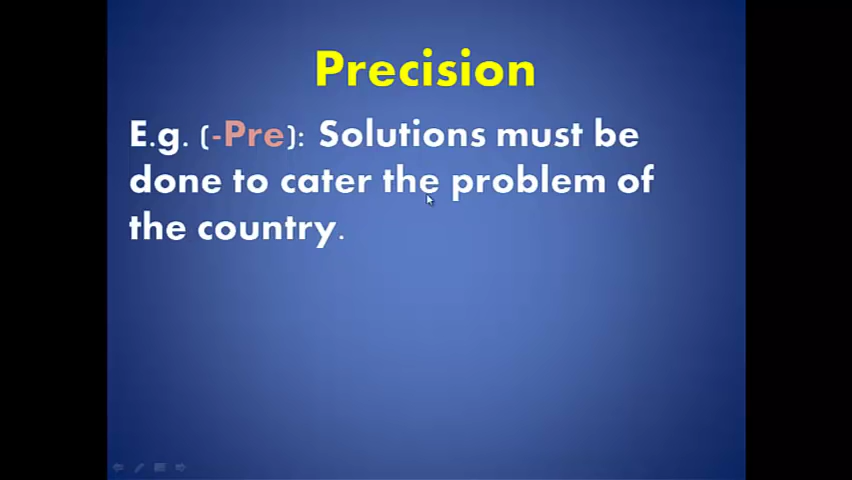 Precision
E.g. (-Pre): Solutions must be
done to cater the problem of
the country.